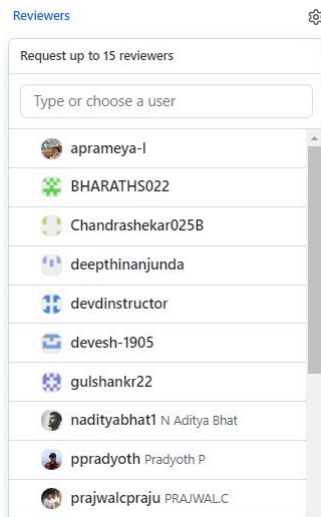 Reviewers
Request up to 15 reviewers
Type or choose a user
aprameya-l
BHARATHS022
Chandrashekar025B
deepthinanjunda
devdinstructor
devesh-1905
gulshankr22
nadityabhat1 N Aditya Bhat
ppradyoth Pradyoth P
prajwalcpraju PRAJWAL.C